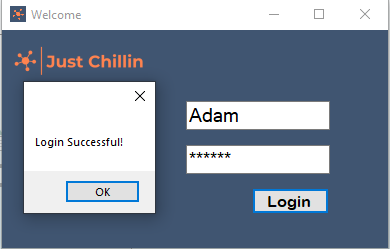 Welcome
Just Chillin
Login Successful!
OK
Adam
******
Login